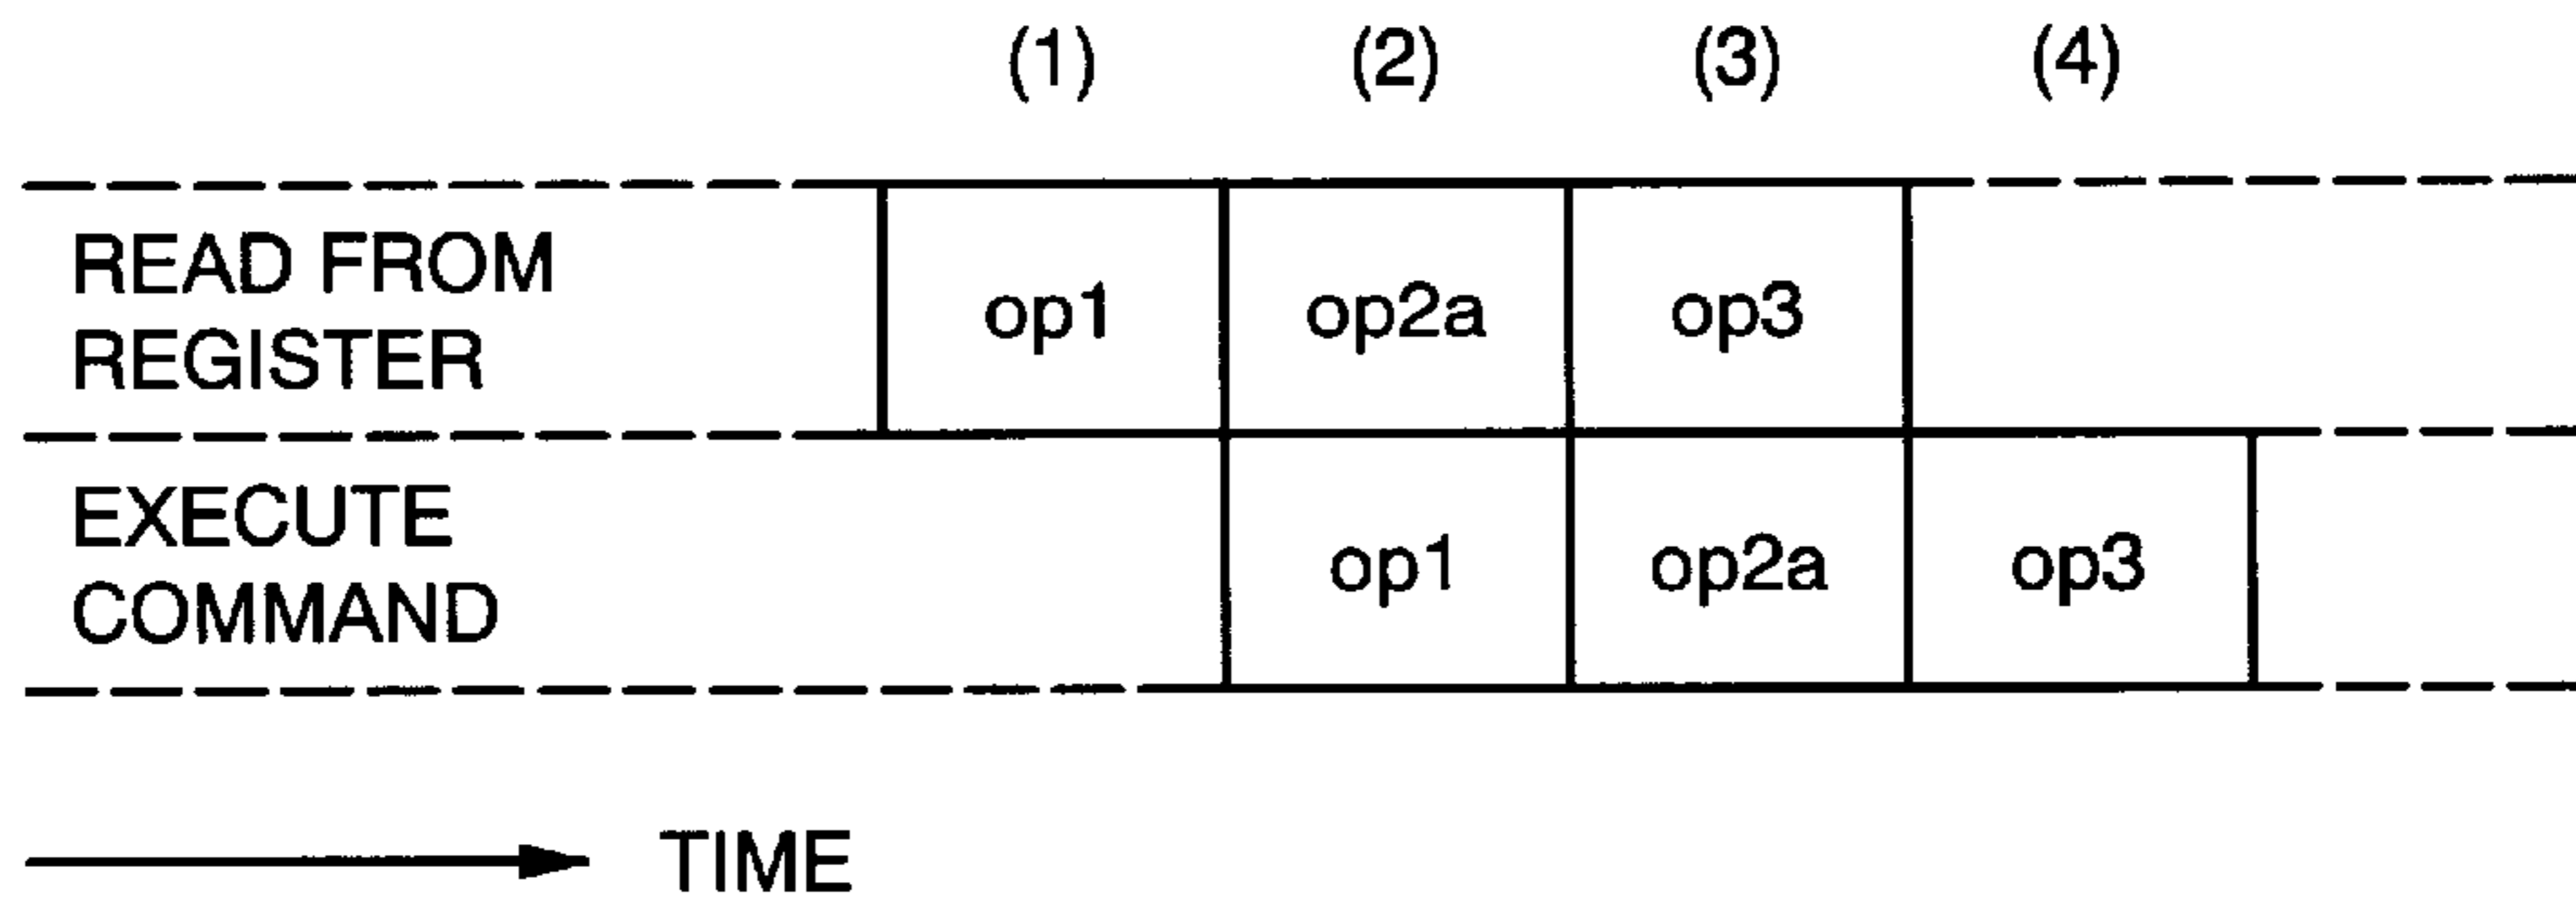 (1) (2) (3) (4)
READ FROM
REGISTER
op1 op2a op3
EXECUTE
COMMAND
op1 op2a op3
TIME